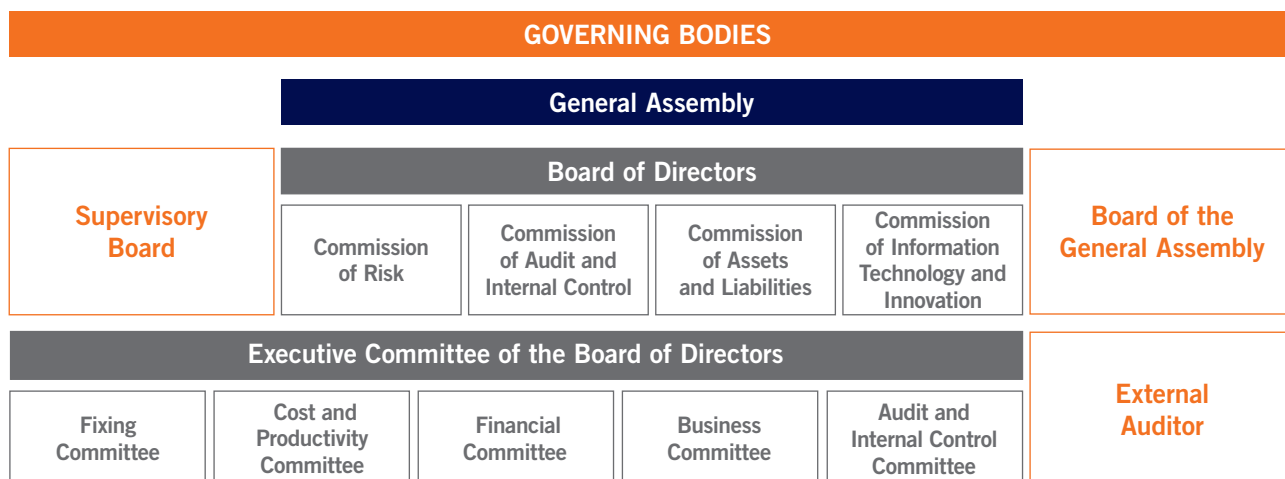 GOVERNING BODIES
General Assembly
Supervisory
Board
Board of Directors
Commission
of Risk
Commission
of Audit and
Internal Control
Commission
of Assets
and Liabilities
Commission
of Information
Technology and
Innovation
Board of the
General Assembly
Executive Committee of the Board of Directors
Fixing
Committee
Cost and
Productivity
Committee
Financial
Committee
Business
Committee
Audit and
Internal Control
Committee
External
Auditor